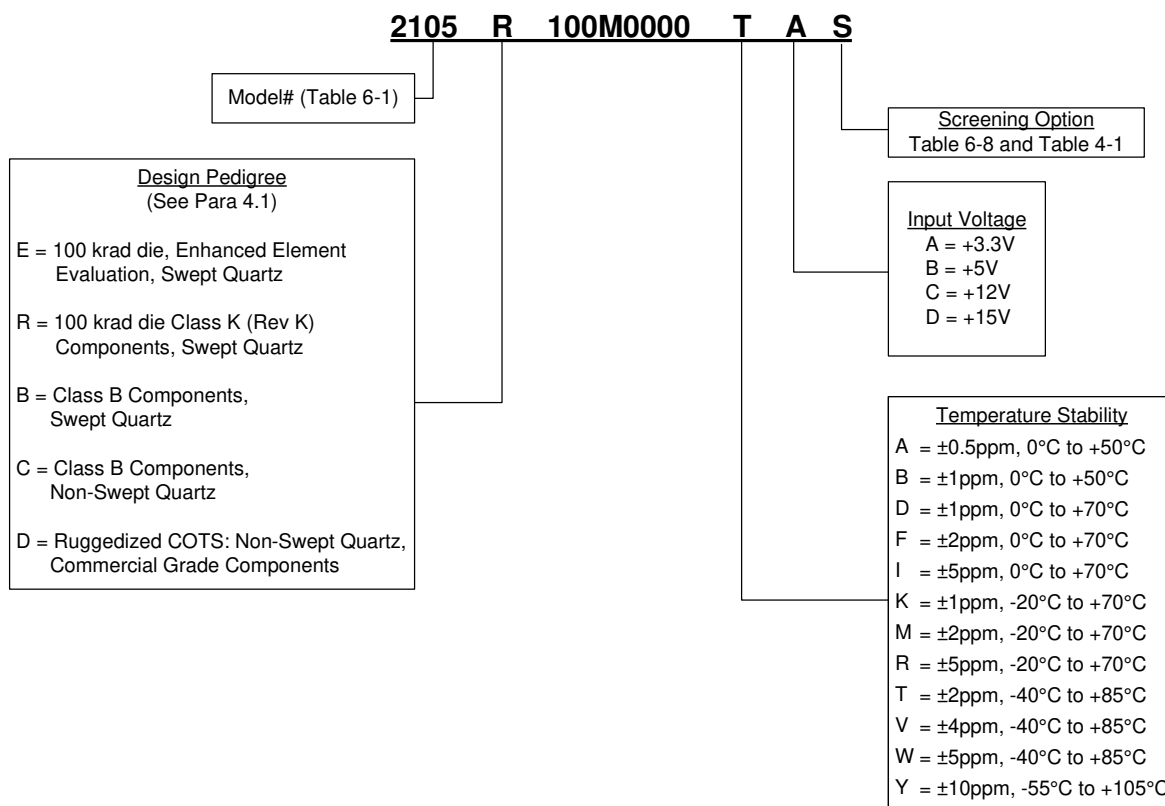 2105 R 100M0000 T A S
Model# (Table 6-1)
Design Pedigree
(See Para 4.1)
E = 100 krad die, Enhanced Element
Evaluation, Swept Quartz
R = 100 krad die Class K (Rev K)
Components, Swept Quartz
B = Class B Components,
Swept Quartz
C = Class B Components,
Non-Swept Quartz
D = Ruggedized COTS: Non-Swept Quartz,
Commercial Grade Components
Screening Option
Table 6-8 and Table 4-1
Input Voltage
A = +3.3V
B = +5V
C = +12V
D = +15V
Temperature Stability
A = ±0.5ppm, 0°C to +50°C
B = ±1ppm, 0°C to +50°C
D = ±1ppm, 0°C to +70°C
F = ±2ppm, 0°C to +70°C
I = ±5ppm, 0°C to +70°C
K = ±1ppm, -20°C to +70°C
M = ±2ppm, -20°C to +70°C
R = ±5ppm, -20°C to +70°C
T = ±2ppm, -40°C to +85°C
V = ±4ppm, -40°C to +85°C
W = ±5ppm, -40°C to +85°C
Y = ±10ppm, -55°C to +105°C